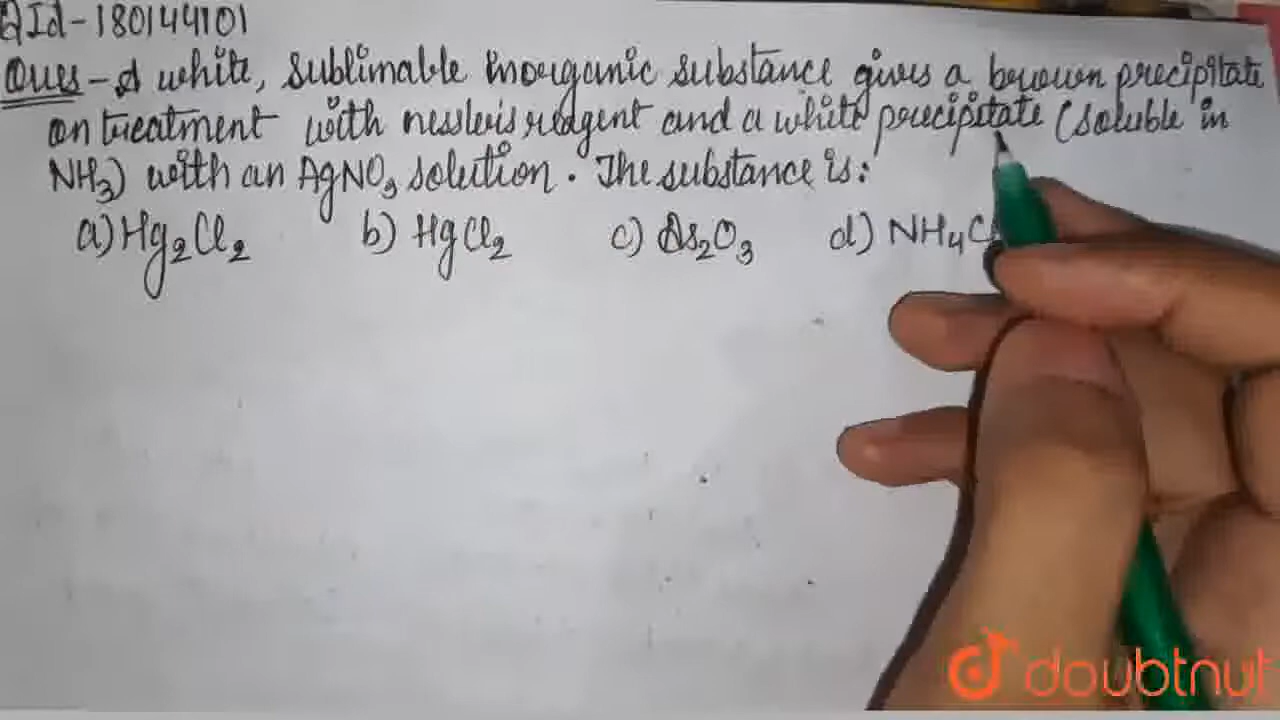 QId-180144101
Ques - A white, sublimable inorganic substance gives a brown precipitate
on treatment with nessler's reagent and a white precipitate (soluble in
NH3) with an AgNO3 solution. The substance is:
a) Hg2Cl2 b) HgCl2 c) As2O3 d) NH4C
doubtnut